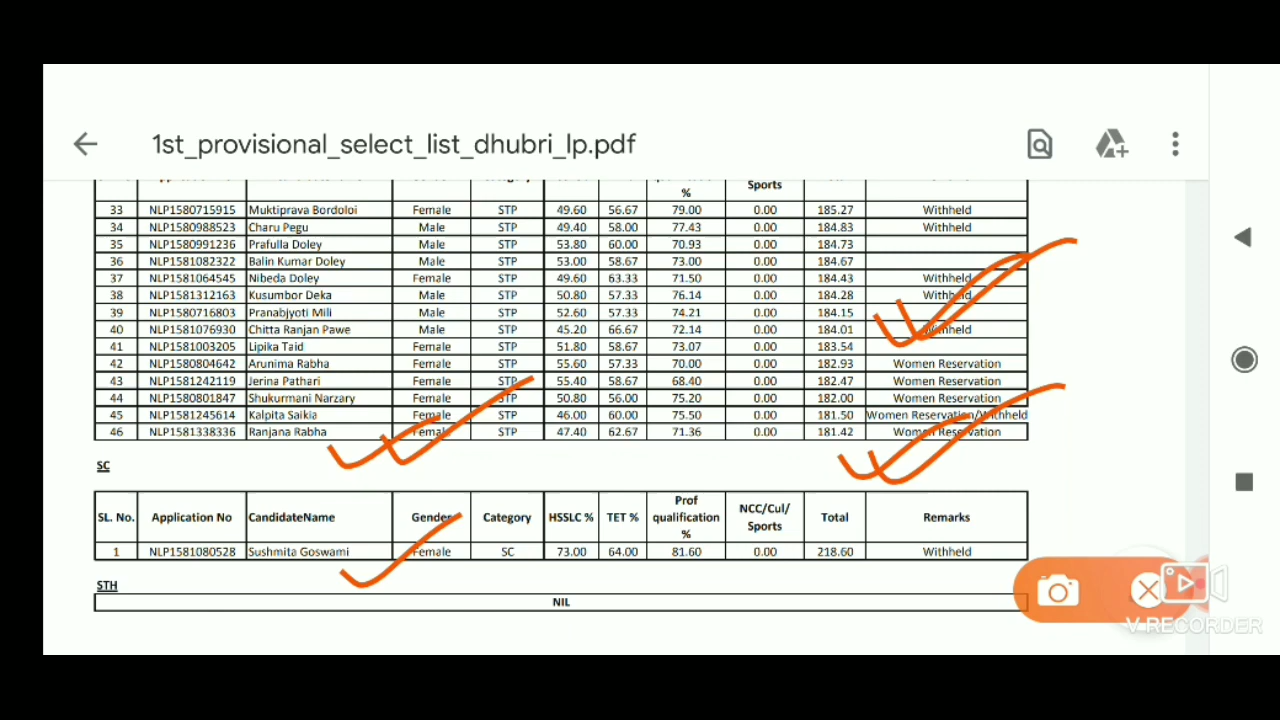 1st_provisional_select_list_dhubri_lp.pdf
% Sports
33 NLP1580715915 Muktiprava Bordoloi Female STP 49.60 56.67 79.00 0.00 185.27 Withheld
34 NLP1580988523 Charu Pegu Male STP 49.40 58.00 77.43 0.00 184.83 Withheld
35 NLP1580991236 Prafulla Doley Male STP 53.80 60.00 70.93 0.00 184.73
36 NLP1581082322 Balin Kumar Doley Male STP 53.00 58.67 73.00 0.00 184.67
37 NLP1581064545 Nibeda Doley Female STP 49.60 63.33 71.50 0.00 184.43 Withheld
38 NLP1581312163 Kusumbor Deka Male STP 50.80 57.33 76.14 0.00 184.28 Withheld
39 NLP1580716803 Pranabjyoti Mili Male STP 52.60 57.33 74.21 0.00 184.15
40 NLP1581076930 Chitta Ranjan Pawe Male STP 45.20 66.67 72.14 0.00 184.01 Withheld
41 NLP1581003205 Lipika Taid Female STP 51.80 58.67 73.07 0.00 183.54
42 NLP1580804642 Arunima Rabha Female STP 55.60 57.33 70.00 0.00 182.93 Women Reservation
43 NLP1581242119 Jerina Pathari Female STP 55.40 58.67 68.40 0.00 182.47 Women Reservation
44 NLP1580801847 Shukurmani Narzary Female STP 50.80 56.00 75.20 0.00 182.00 Women Reservation
45 NLP1581245614 Kalpita Saikia Female STP 46.00 60.00 75.50 0.00 181.50 Women Reservation/Withheld
46 NLP1581338336 Ranjana Rabha Female STP 47.40 62.67 71.36 0.00 181.42 Women Reservation
SC
SL. No. Application No CandidateName Gender Category HSSLC % TET % Prof qualification % NCC/Cul/ Sports Total Remarks
1 NLP1581080528 Sushmita Goswami Female SC 73.00 64.00 81.60 0.00 218.60 Withheld
STH
NIL
V RECORDER